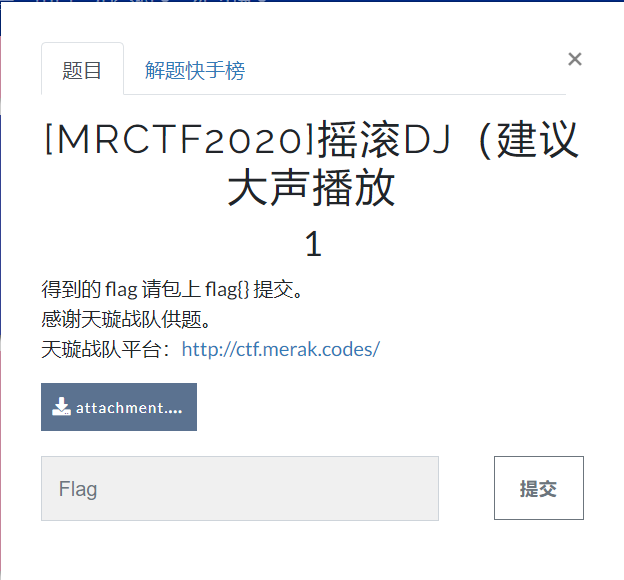 题目
解题快手榜
×
[MRCTF2020]摇滚DJ（建议
大声播放
1
得到的 flag 请包上 flag{} 提交。
感谢天璇战队供题。
天璇战队平台：http://ctf.merak.codes/
attachment....
Flag
提交